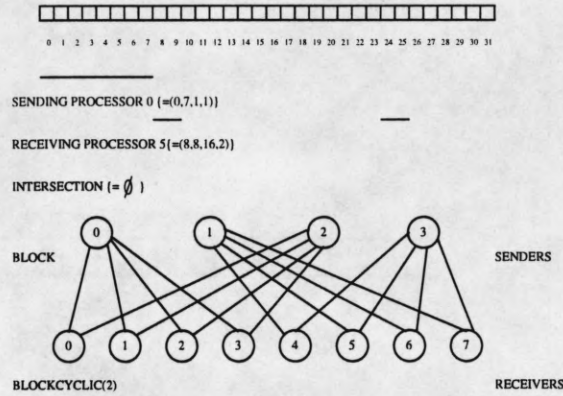 0 1 2 3 4 5 6 7 8 9 10 11 12 13 14 15 16 17 18 19 20 21 22 23 24 25 26 27 28 29 30 31
SENDING PROCESSOR 0 {=(0,7,1,1)}
RECEIVING PROCESSOR 5{=(8,8,16,2)}
INTERSECTION {= ∅ }
0 1 2 3
BLOCK SENDERS
0 1 2 3 4 5 6 7
BLOCKCYCLIC(2) RECEIVERS